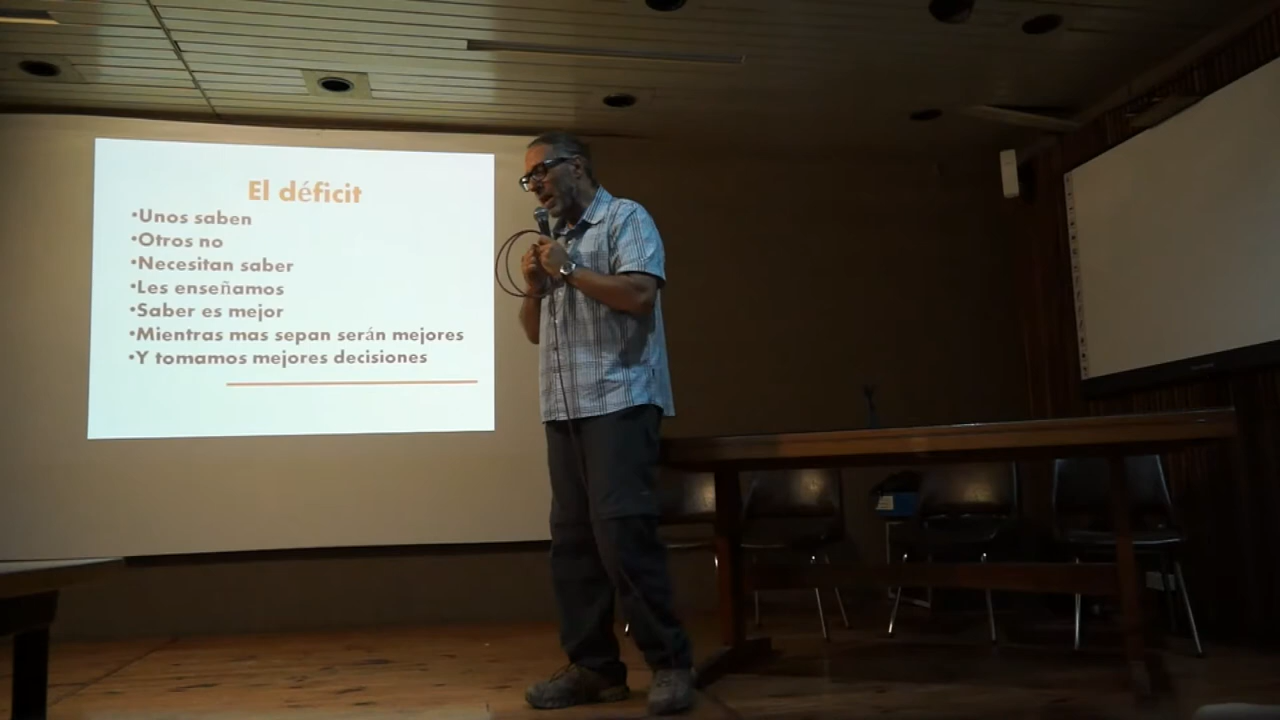 El déficit
•Unos saben
•Otros no
•Necesitan saber
•Les enseñamos
•Saber es mejor
•Mientras mas sepan serán mejores
•Y tomamos mejores decisiones